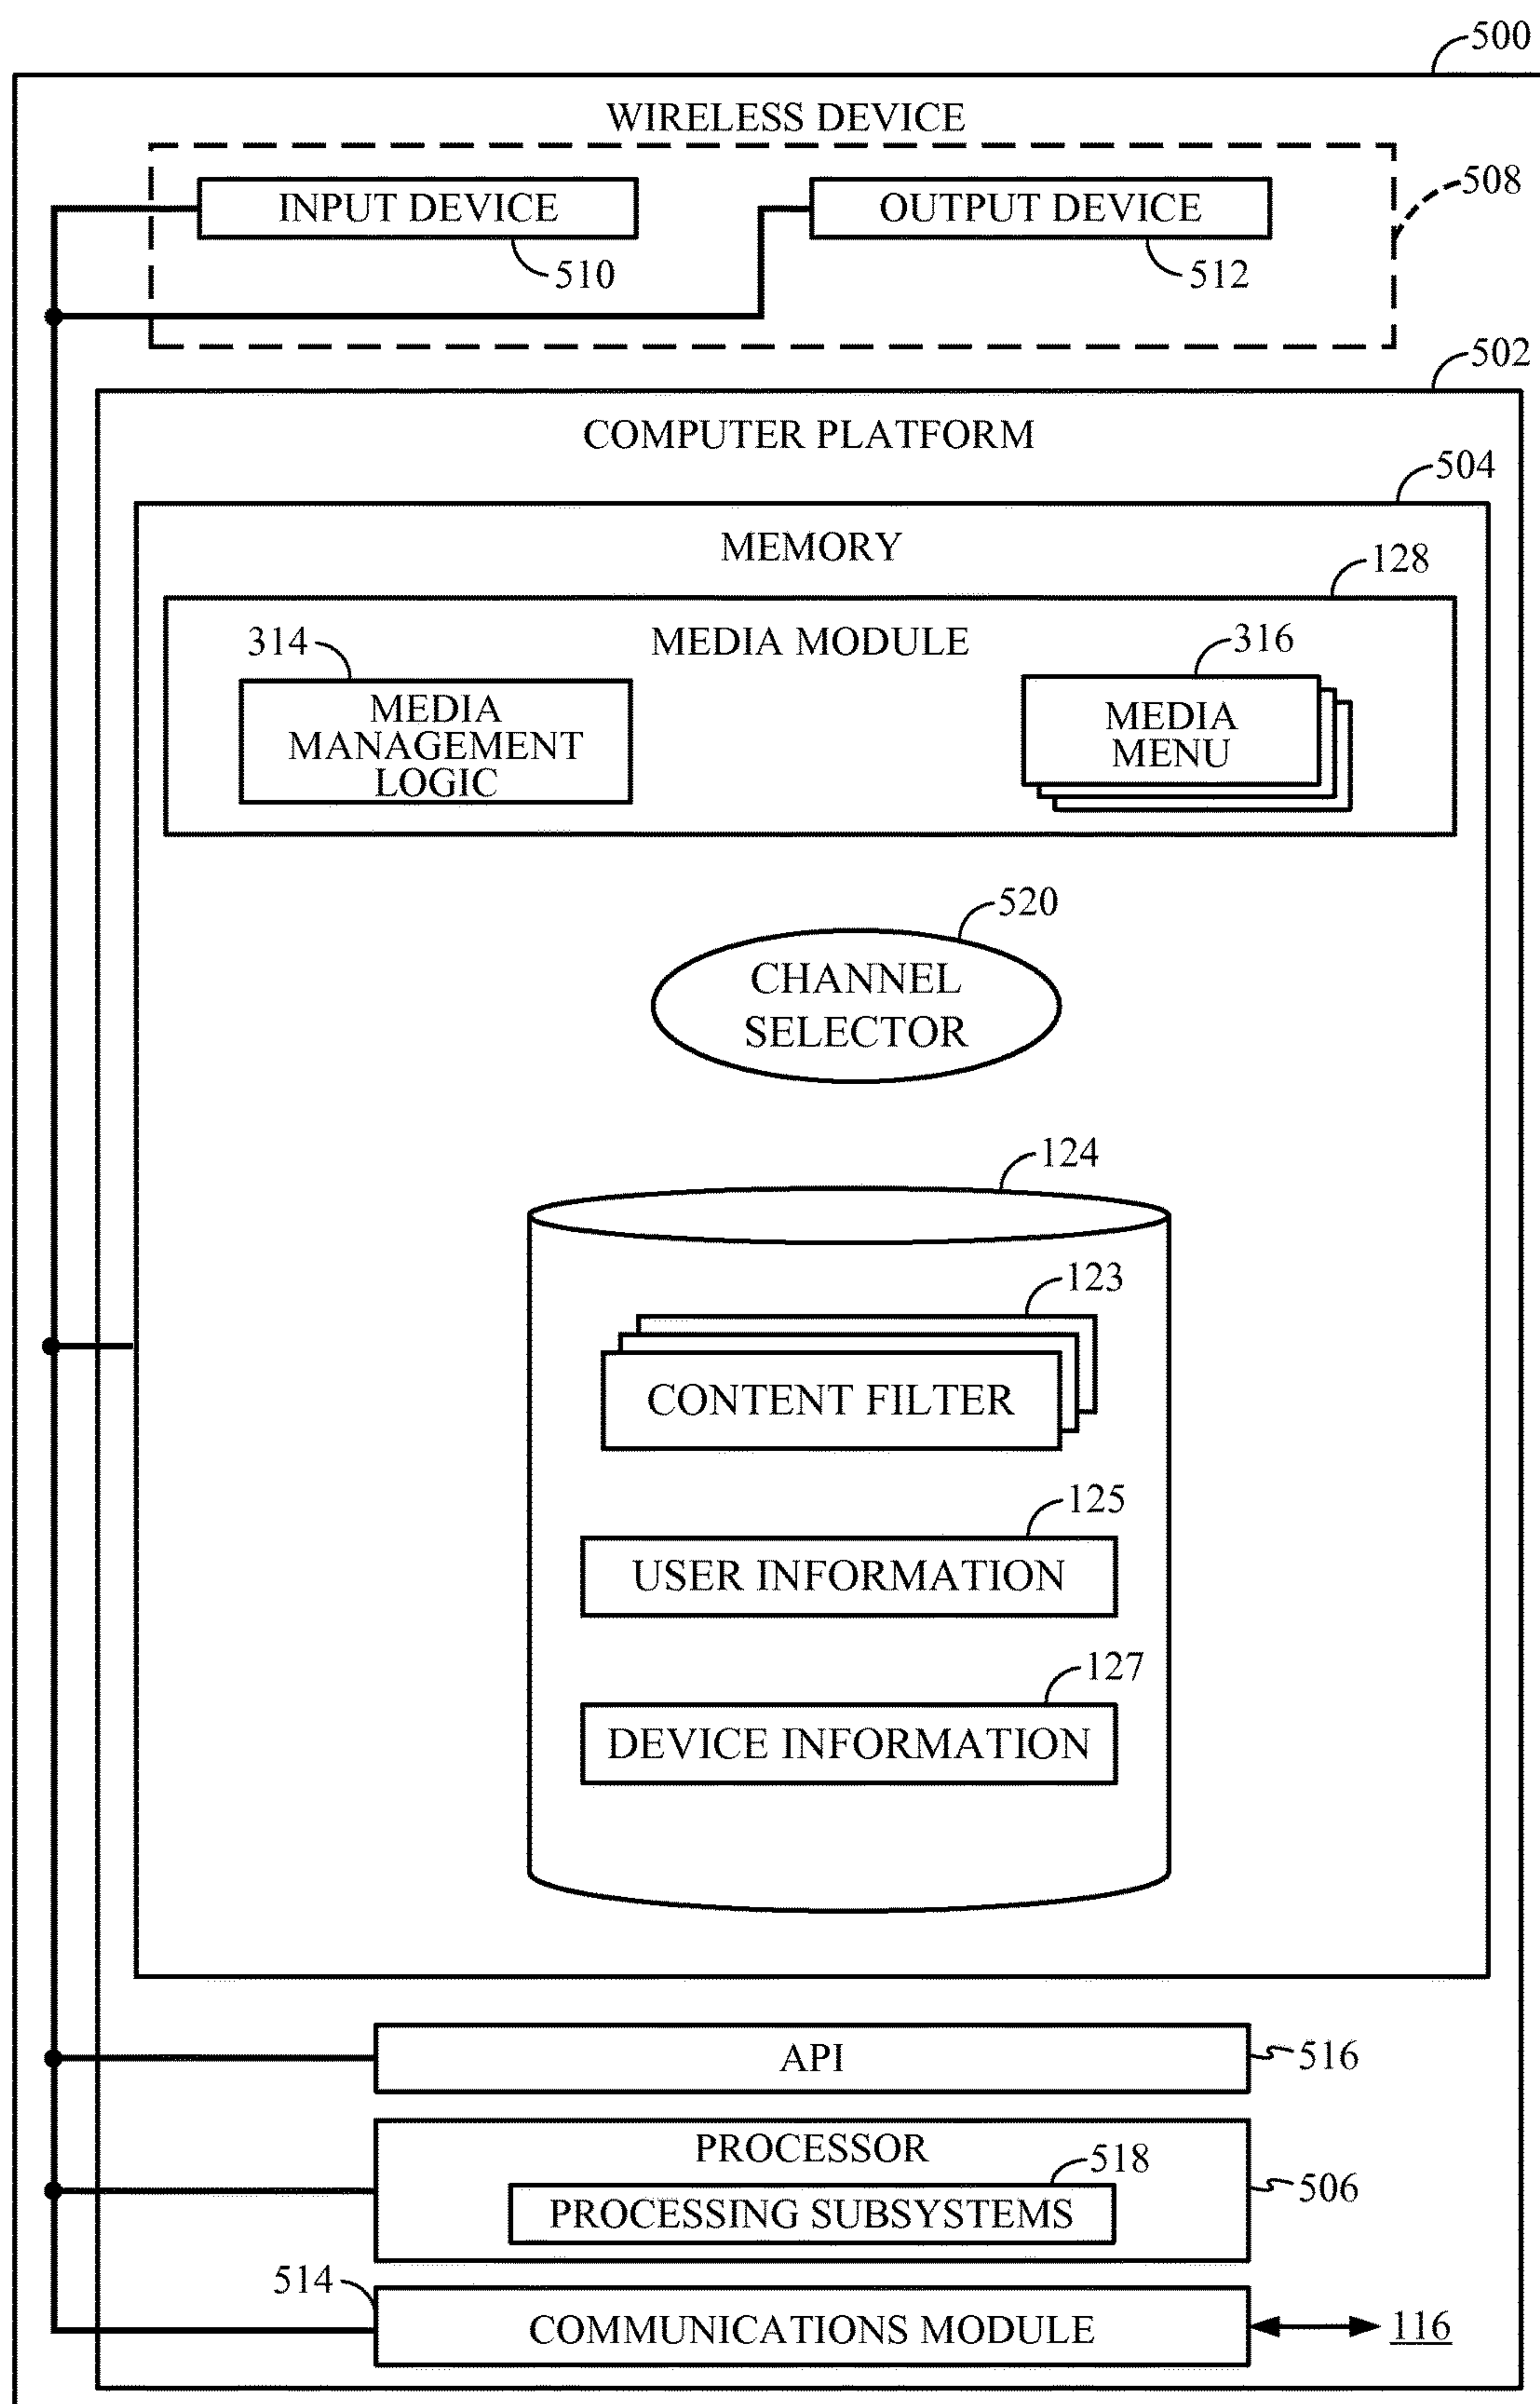 500
WIRELESS DEVICE
508
INPUT DEVICE
OUTPUT DEVICE
510
512
502
COMPUTER PLATFORM
504
MEMORY
128
314
MEDIA MODULE
316
MEDIA
MANAGEMENT
LOGIC
MEDIA
MENU
520
CHANNEL
SELECTOR
124
123
CONTENT FILTER
125
USER INFORMATION
127
DEVICE INFORMATION
API
516
PROCESSOR
518
506
PROCESSING SUBSYSTEMS
514
COMMUNICATIONS MODULE
116